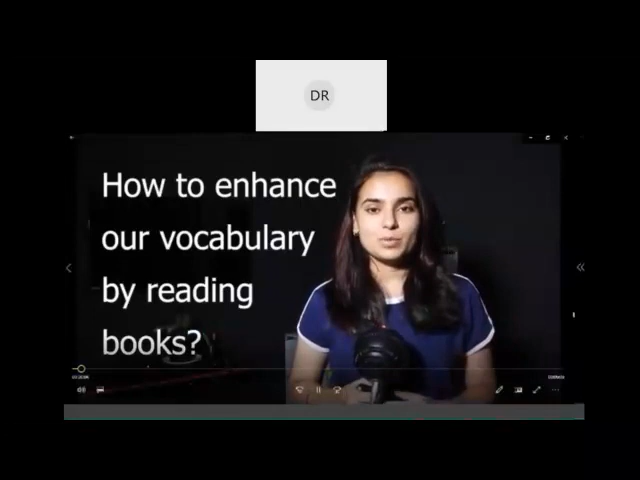 DR
How to enhance
our vocabulary
by reading
books?